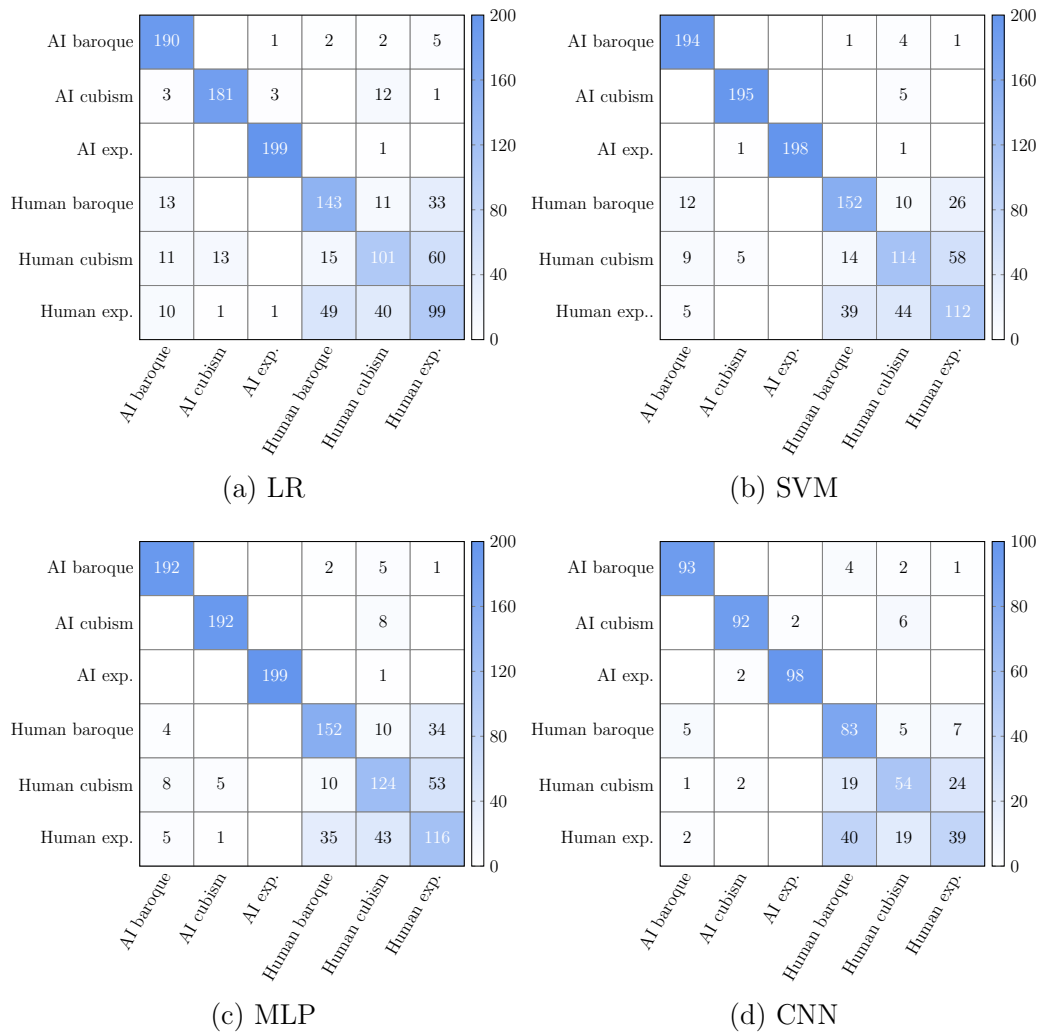 AI baroque 190 1 2 2 5 200
AI cubism 3 181 3 12 1 160
AI exp. 199 1 120
Human baroque 13 143 11 33 80
Human cubism 11 13 15 101 60 40
Human exp. 10 1 1 49 40 99 0
AI baroque AI cubism AI exp. Human baroque Human cubism Human exp.
(a) LR
AI baroque 194 1 4 1 200
AI cubism 195 5 160
AI exp. 1 198 1 120
Human baroque 12 152 10 26 80
Human cubism 9 5 14 114 58 40
Human exp.. 5 39 44 112 0
AI baroque AI cubism AI exp. Human baroque Human cubism Human exp.
(b) SVM
AI baroque 192 2 5 1 200
AI cubism 192 8 160
AI exp. 199 1 120
Human baroque 4 152 10 34 80
Human cubism 8 5 10 124 53 40
Human exp. 5 1 35 43 116 0
AI baroque AI cubism AI exp. Human baroque Human cubism Human exp.
(c) MLP
AI baroque 93 4 2 1 100
AI cubism 92 2 6 80
AI exp. 2 98 60
Human baroque 5 83 5 7 40
Human cubism 1 2 19 54 24 20
Human exp. 2 40 19 39 0
AI baroque AI cubism AI exp. Human baroque Human cubism Human exp.
(d) CNN